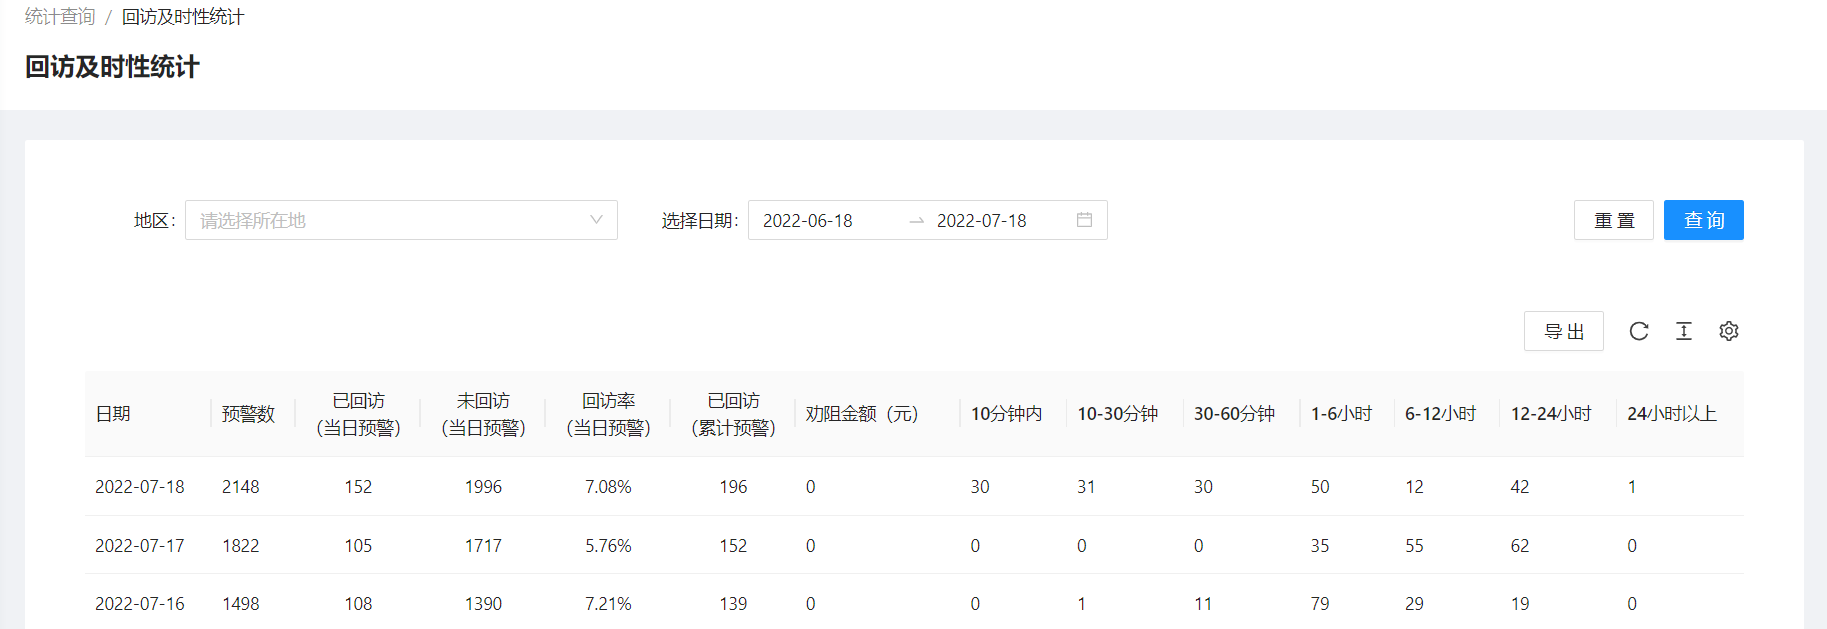 统计查询 / 回访及时性统计
回访及时性统计
地区： 请选择所在地 选择日期： 2022-06-18 → 2022-07-18 重 置 查 询
导 出
日期 预警数 已回访 (当日预警) 未回访 (当日预警) 回访率 (当日预警) 已回访 (累计预警) 劝阻金额（元） 10分钟内 10-30分钟 30-60分钟 1-6小时 6-12小时 12-24小时 24小时以上
2022-07-18 2148 152 1996 7.08% 196 0 30 31 30 50 12 42 1
2022-07-17 1822 105 1717 5.76% 152 0 0 0 0 35 55 62 0
2022-07-16 1498 108 1390 7.21% 139 0 0 1 11 79 29 19 0